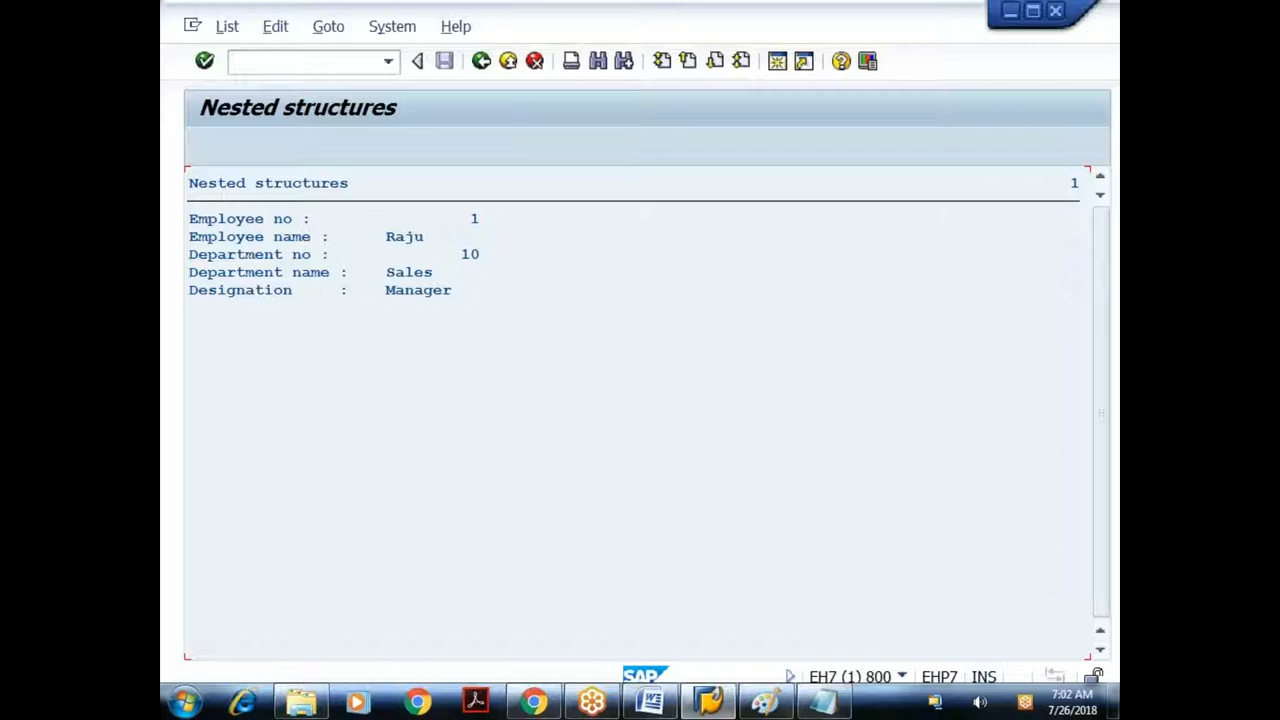 List Edit Goto System Help
Nested structures
Nested structures 1
Employee no : 1
Employee name : Raju
Department no : 10
Department name : Sales
Designation : Manager
SAP
EH7 (1) 800 EHP7 INS
7:02 AM
7/26/2018